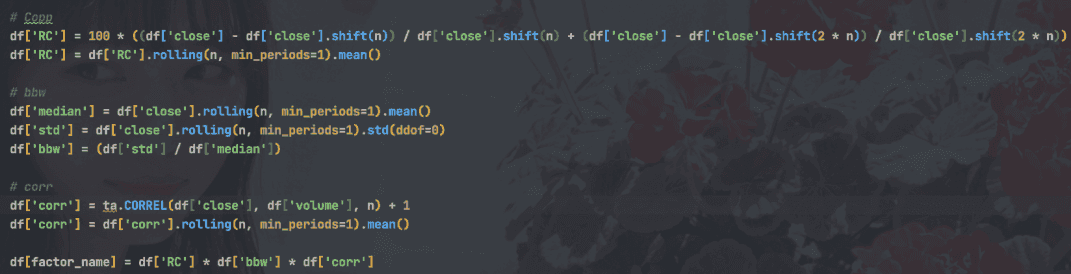 # Copp
df['RC'] = 100 * ((df['close'] - df['close'].shift(n)) / df['close'].shift(n) + (df['close'] - df['close'].shift(2 * n)) / df['close'].shift(2 * n))
df['RC'] = df['RC'].rolling(n, min_periods=1).mean()
# bbw
df['median'] = df['close'].rolling(n, min_periods=1).mean()
df['std'] = df['close'].rolling(n, min_periods=1).std(ddof=0)
df['bbw'] = (df['std'] / df['median'])
# corr
df['corr'] = ta.CORREL(df['close'], df['volume'], n) + 1
df['corr'] = df['corr'].rolling(n, min_periods=1).mean()
df[factor_name] = df['RC'] * df['bbw'] * df['corr']